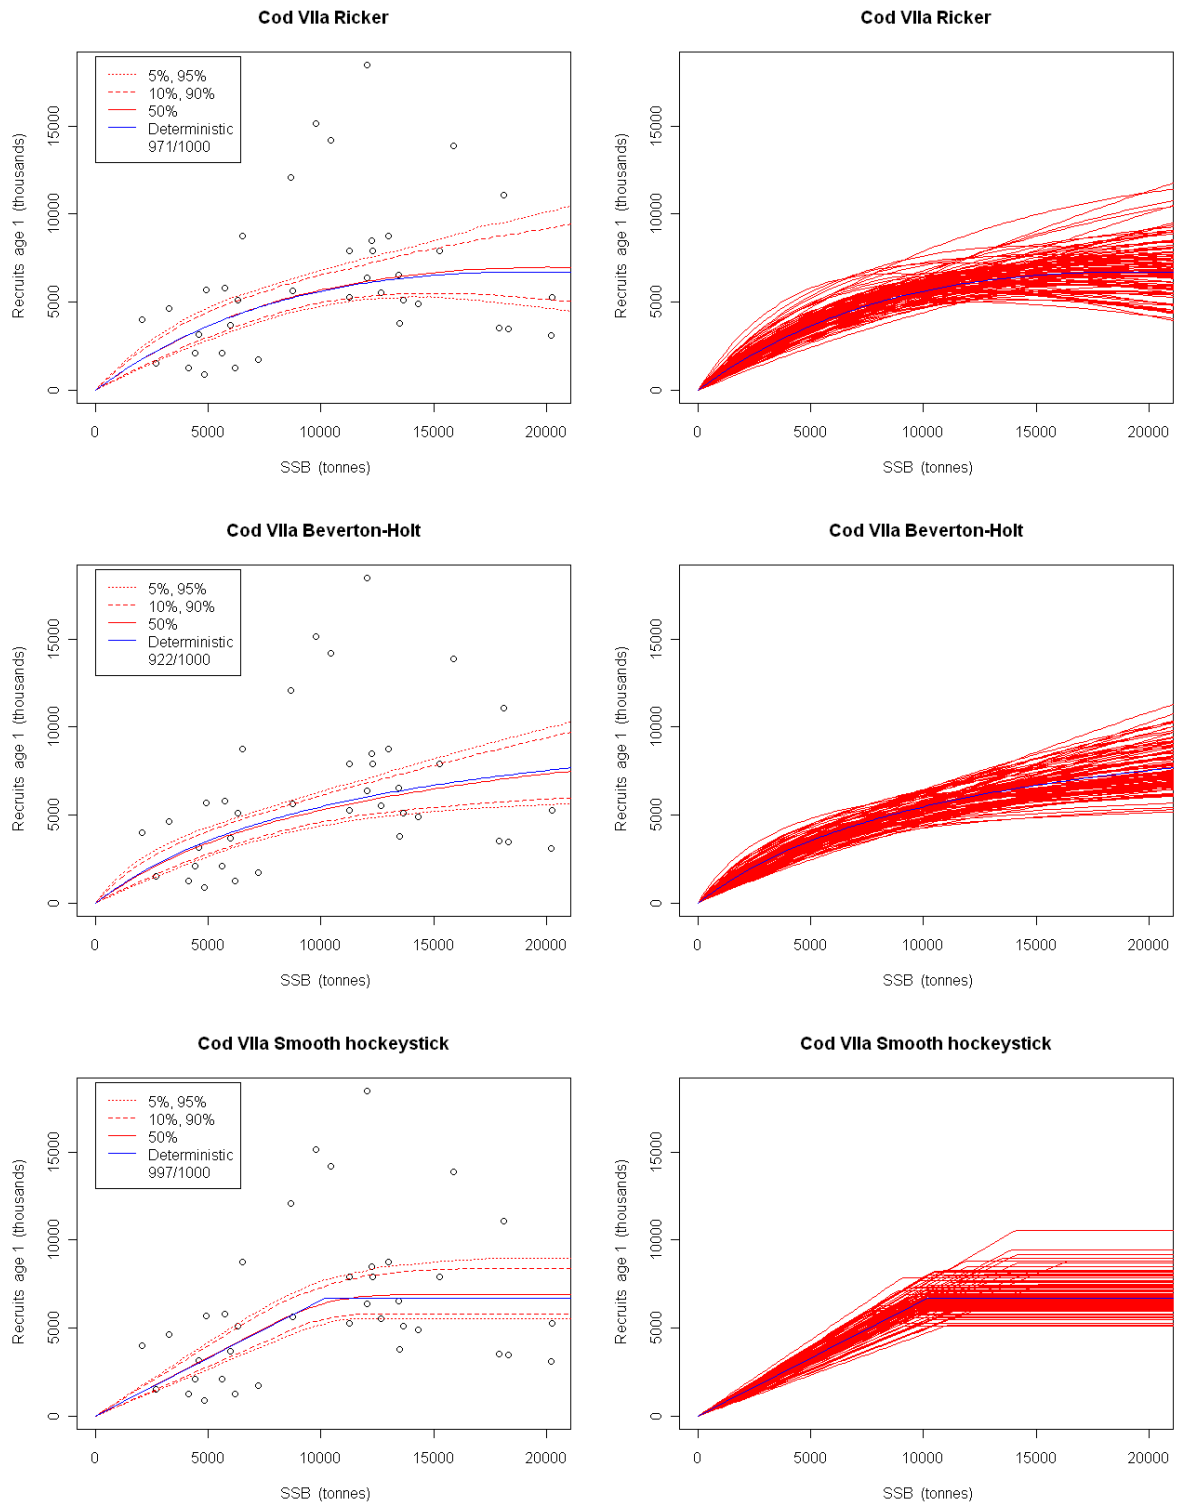 Cod VIIa Ricker
5%, 95%
10%, 90%
50%
Deterministic
971/1000
Recruits age 1 (thousands)
0 5000 10000 15000
0 5000 10000 15000 20000
SSB (tonnes)
Cod VIIa Ricker
Recruits age 1 (thousands)
0 5000 10000 15000
0 5000 10000 15000 20000
SSB (tonnes)
Cod VIIa Beverton-Holt
5%, 95%
10%, 90%
50%
Deterministic
922/1000
Recruits age 1 (thousands)
0 5000 10000 15000
0 5000 10000 15000 20000
SSB (tonnes)
Cod VIIa Beverton-Holt
Recruits age 1 (thousands)
0 5000 10000 15000
0 5000 10000 15000 20000
SSB (tonnes)
Cod VIIa Smooth hockeystick
5%, 95%
10%, 90%
50%
Deterministic
997/1000
Recruits age 1 (thousands)
0 5000 10000 15000
0 5000 10000 15000 20000
SSB (tonnes)
Cod VIIa Smooth hockeystick
Recruits age 1 (thousands)
0 5000 10000 15000
0 5000 10000 15000 20000
SSB (tonnes)